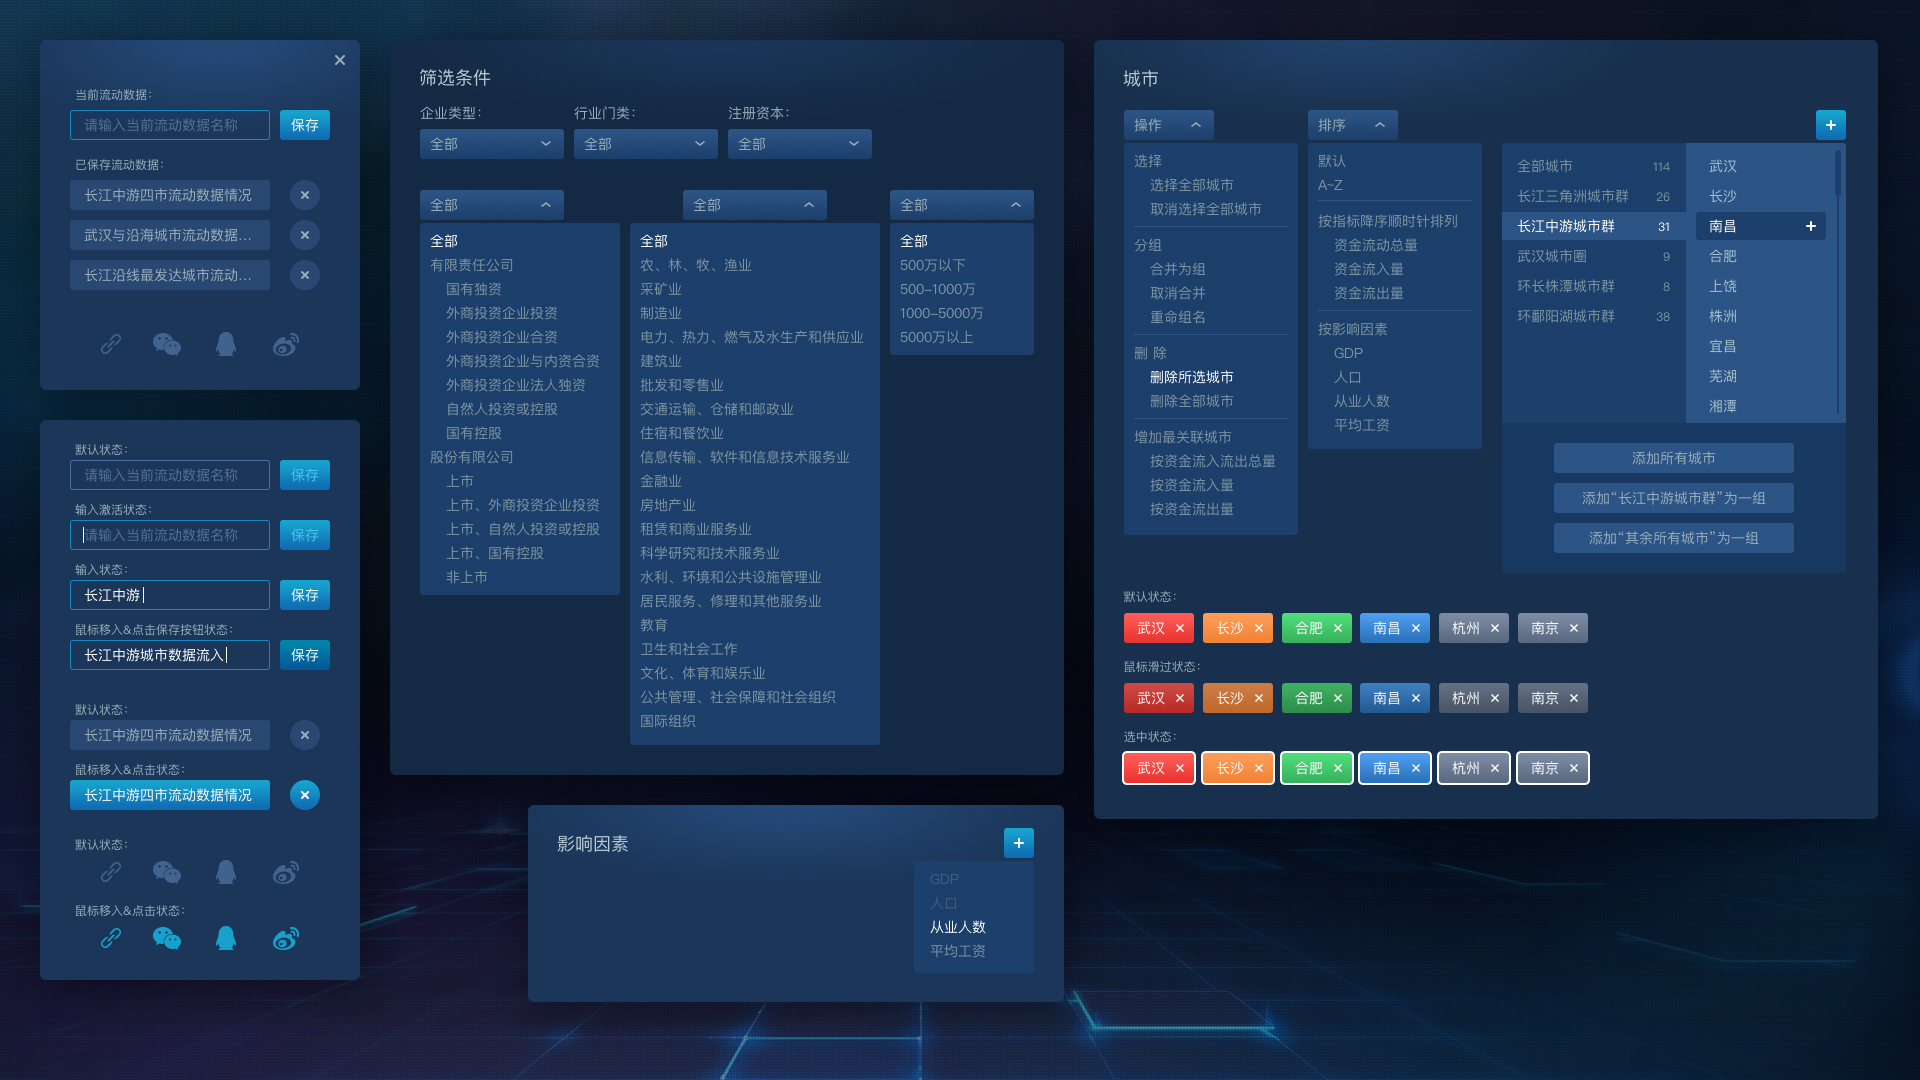 当前流动数据：
请输入当前流动数据名称
保存
已保存流动数据：
长江中游四市流动数据情况
武汉与沿海城市流动数据...
长江沿线最发达城市流动...
默认状态：
请输入当前流动数据名称
保存
输入激活状态：
请输入当前流动数据名称
保存
输入状态：
长江中游
保存
鼠标移入&点击保存按钮状态：
长江中游城市数据流入
保存
默认状态：
长江中游四市流动数据情况
鼠标移入&点击状态：
长江中游四市流动数据情况
默认状态：
鼠标移入&点击状态：
筛选条件
企业类型：
行业门类：
注册资本：
全部
全部
全部
全部
全部
有限责任公司
国有独资
外商投资企业投资
外商投资企业合资
外商投资企业与内资合资
外商投资企业法人独资
自然人投资或控股
国有控股
股份有限公司
上市
上市、外商投资企业投资
上市、自然人投资或控股
上市、国有控股
非上市
全部
全部
农、林、牧、渔业
采矿业
制造业
电力、热力、燃气及水生产和供应业
建筑业
批发和零售业
交通运输、仓储和邮政业
住宿和餐饮业
信息传输、软件和信息技术服务业
金融业
房地产业
租赁和商业服务业
科学研究和技术服务业
水利、环境和公共设施管理业
居民服务、修理和其他服务业
教育
卫生和社会工作
文化、体育和娱乐业
公共管理、社会保障和社会组织
国际组织
全部
全部
500万以下
500-1000万
1000-5000万
5000万以上
影响因素
GDP
人口
从业人数
平均工资
城市
操作
选择
选择全部城市
取消选择全部城市
分组
合并为组
取消合并
重命组名
删 除
删除所选城市
删除全部城市
增加最关联城市
按资金流入流出总量
按资金流入量
按资金流出量
排序
默认
A~Z
按指标降序顺时针排列
资金流动总量
资金流入量
资金流出量
按影响因素
GDP
人口
从业人数
平均工资
全部城市 114
长江三角洲城市群 26
长江中游城市群 31
武汉城市圈 9
环长株潭城市群 8
环鄱阳湖城市群 38
武汉
长沙
南昌
合肥
上饶
株洲
宜昌
芜湖
湘潭
添加所有城市
添加“长江中游城市群”为一组
添加“其余所有城市”为一组
默认状态：
武汉 长沙 合肥 南昌 杭州 南京
鼠标滑过状态：
武汉 长沙 合肥 南昌 杭州 南京
选中状态：
武汉 长沙 合肥 南昌 杭州 南京